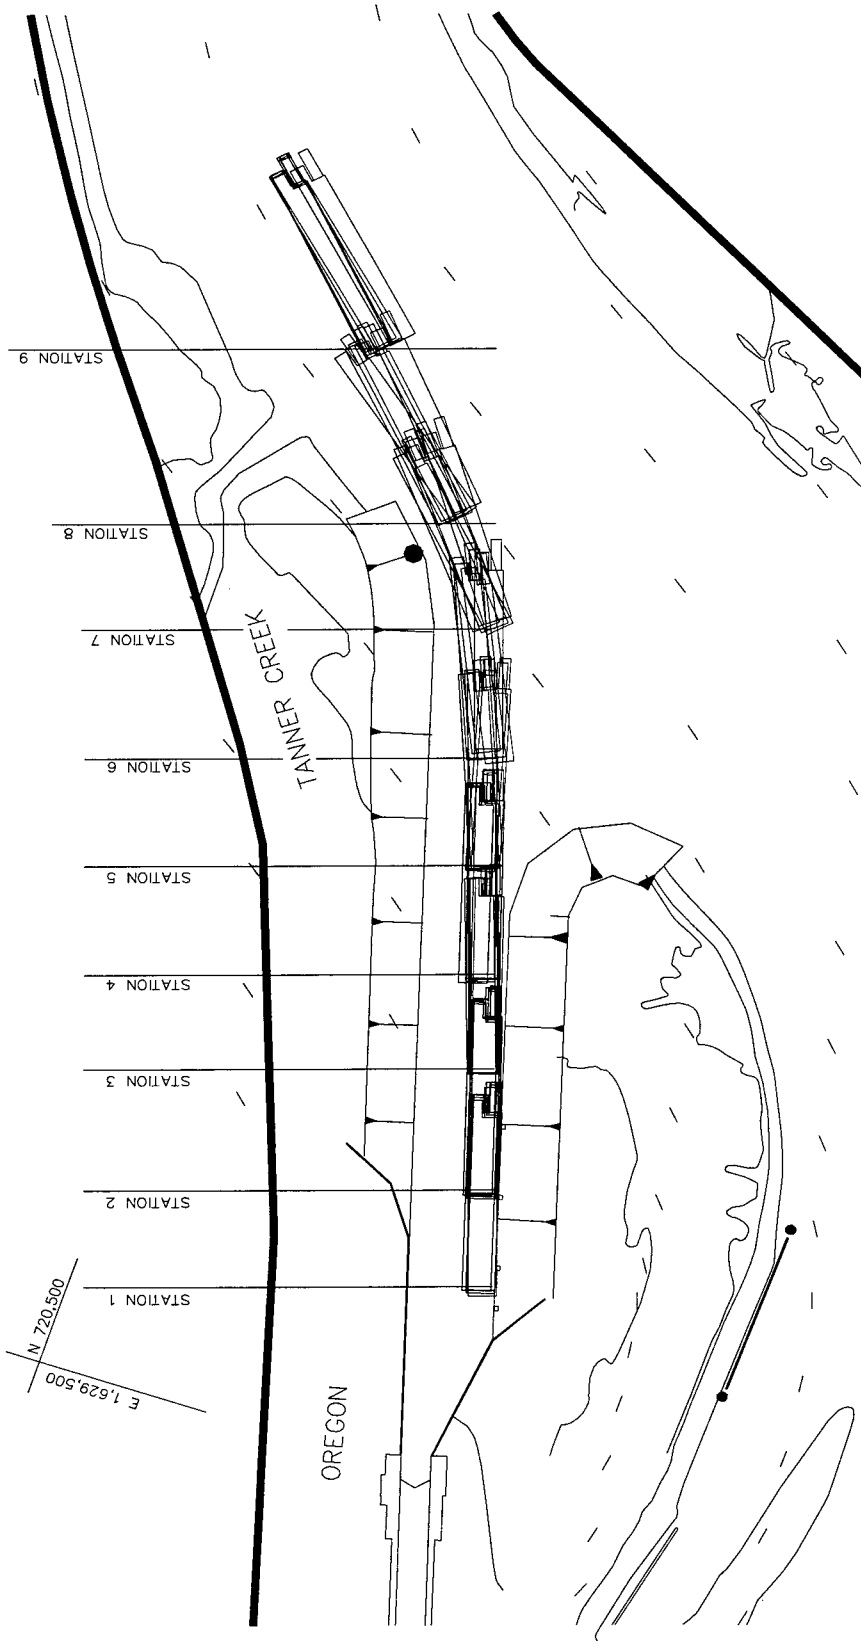 STATION 9
STATION 8
TANNER CREEK
STATION 7
STATION 6
STATION 5
STATION 4
STATION 3
STATION 2
STATION 1
N 720,500
E 1,629,500
OREGON